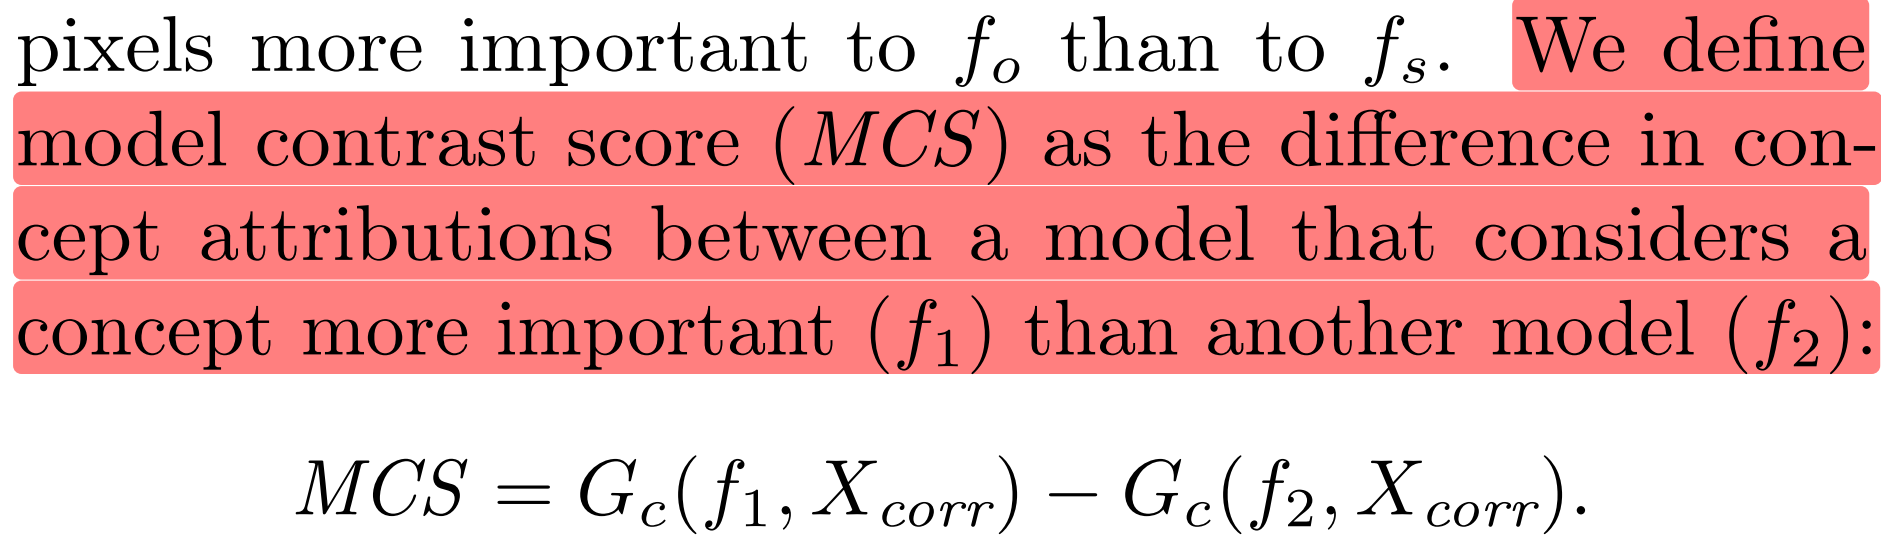 pixels more important to f_o than to f_s. We define
model contrast score (MCS) as the difference in con-
cept attributions between a model that considers a
concept more important (f_1) than another model (f_2):
MCS = G_c(f_1, X_corr) − G_c(f_2, X_corr).